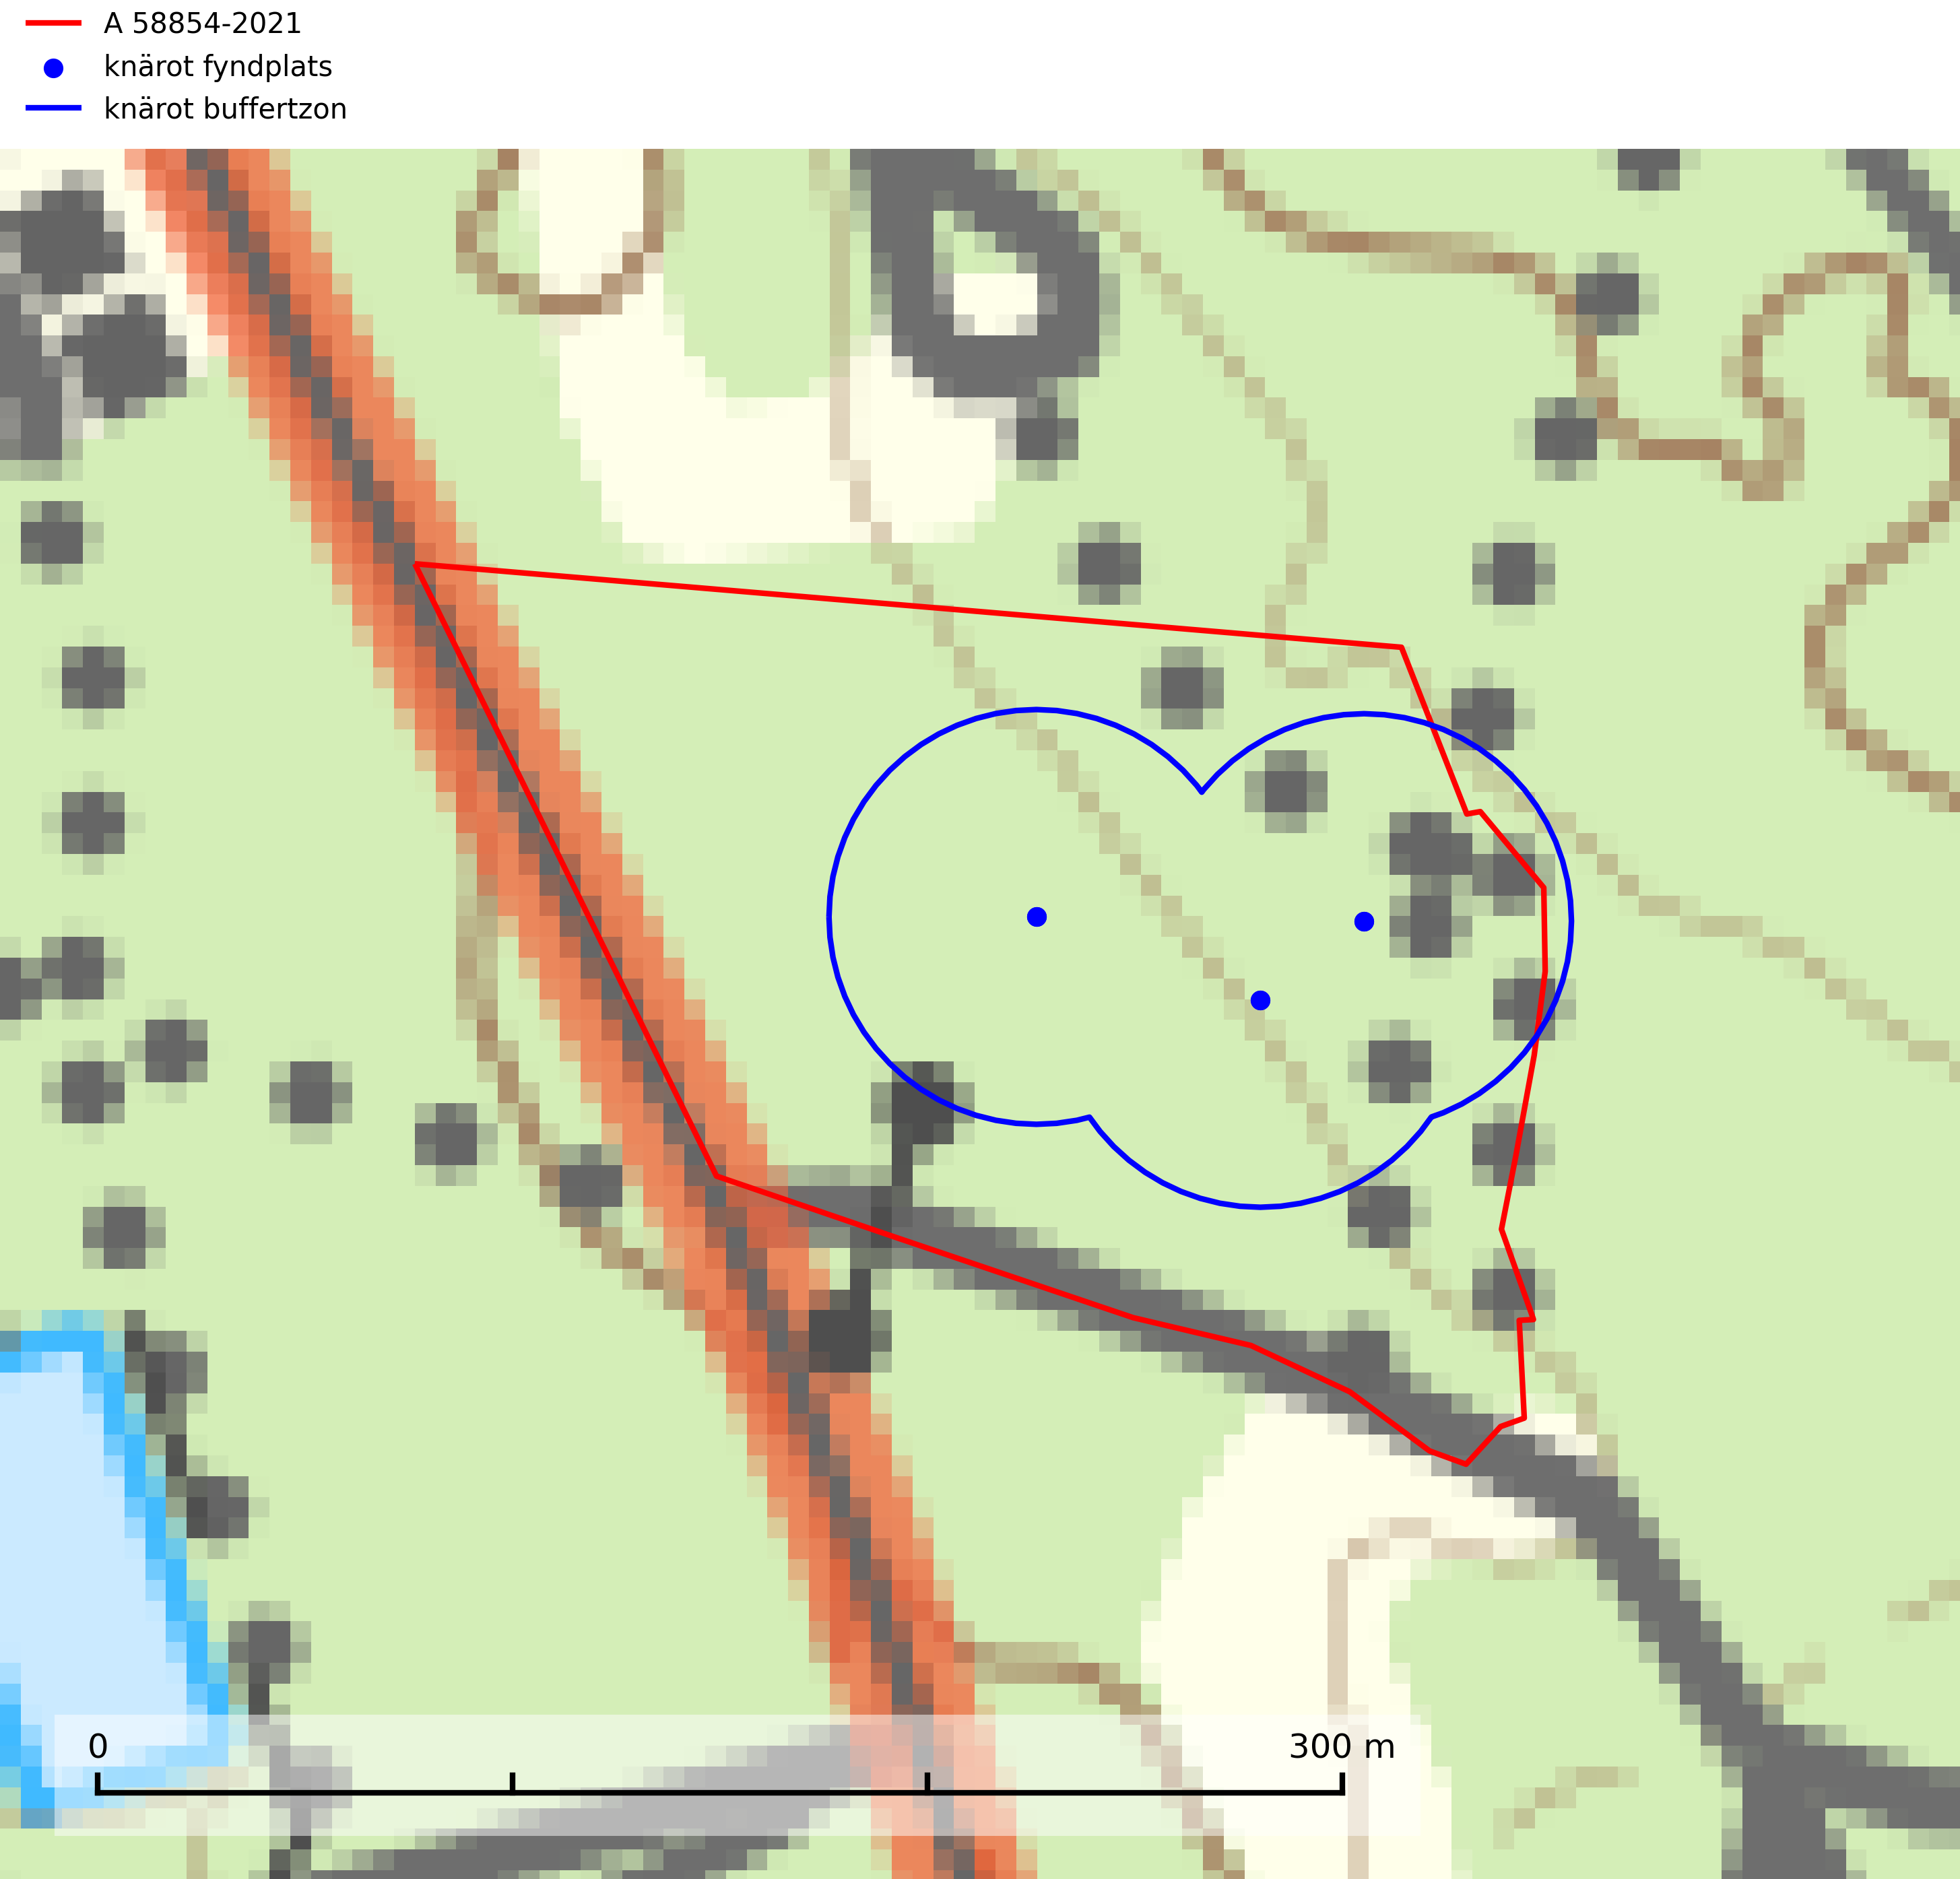 A 58854-2021
knärot fyndplats
knärot buffertzon
0 300 m